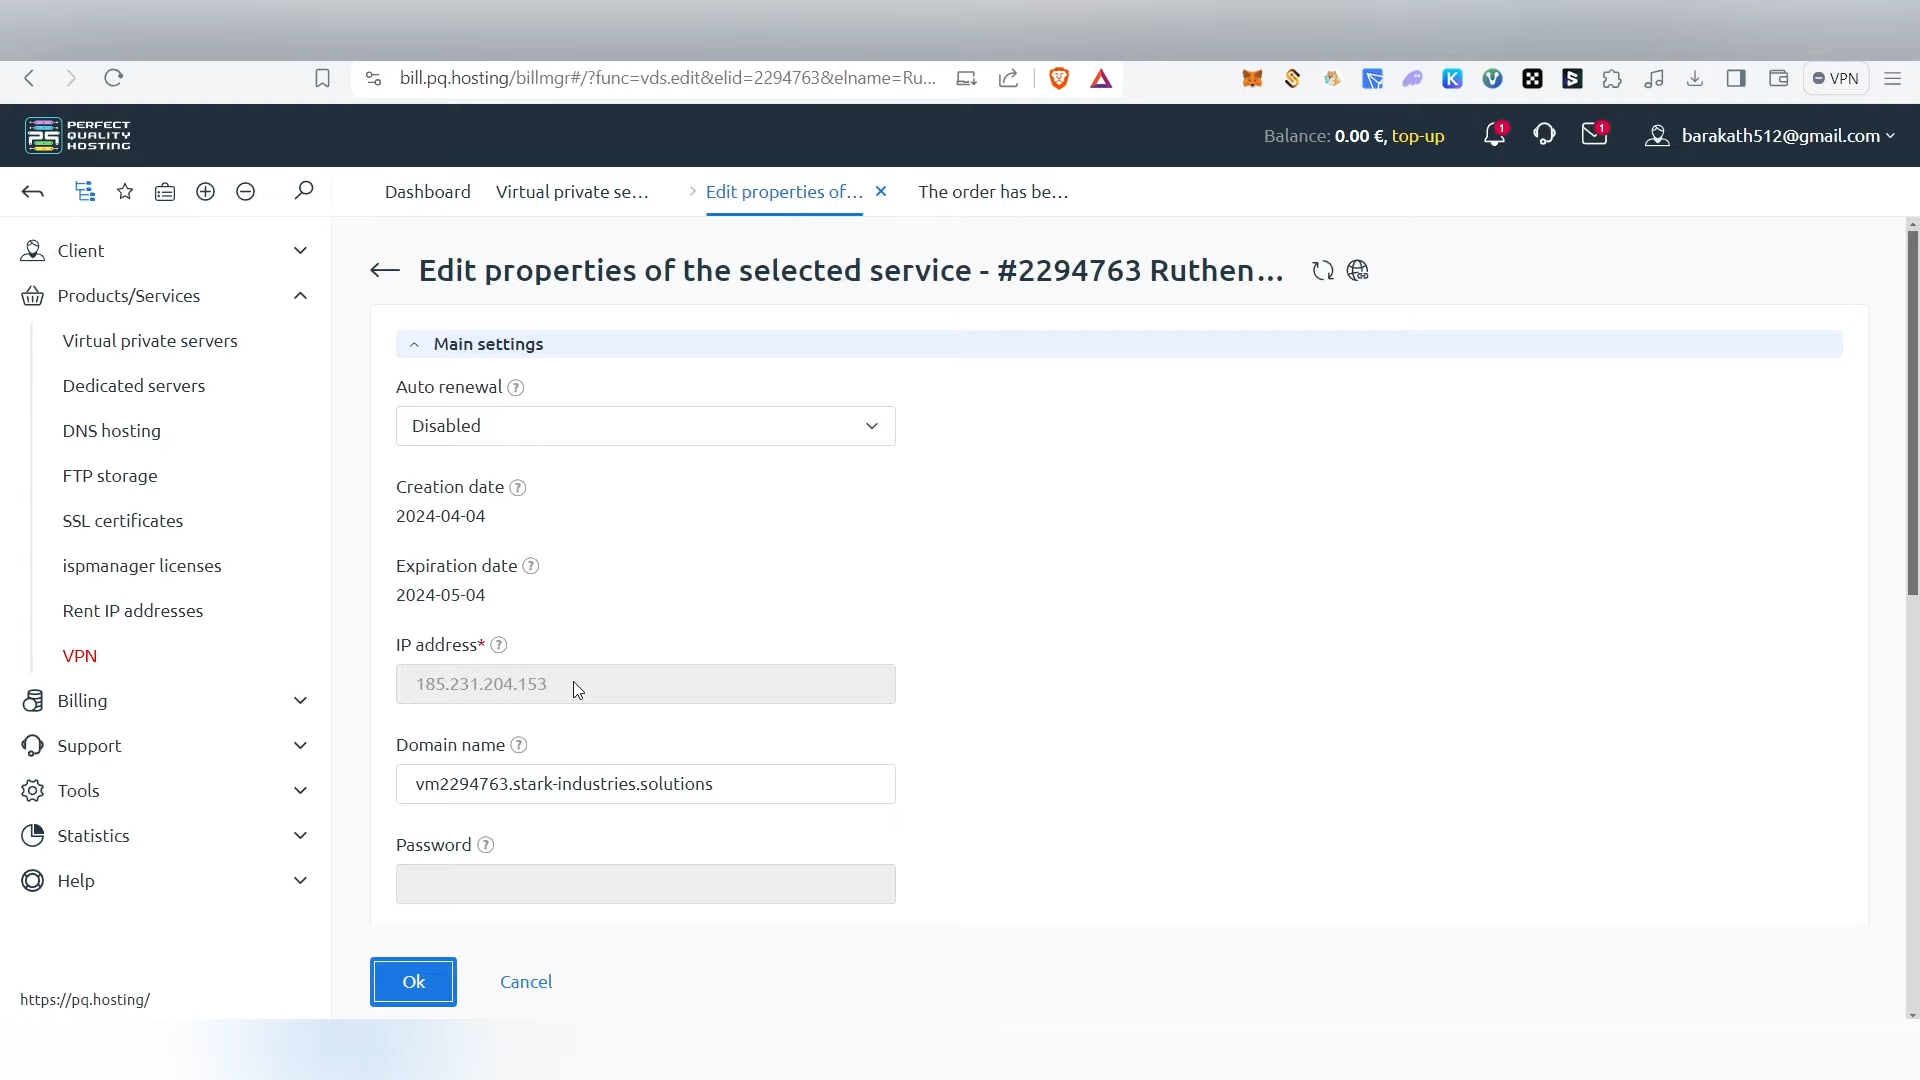 bill.pq.hosting/billmgr#/?func=vds.edit&elid=2294763&elname=Ru...
VPN
PERFECT
QUALITY
HOSTING
Balance: 0.00 €, top-up
1
1
barakath512@gmail.com
Dashboard
Virtual private se...
Edit properties of...
The order has be...
Client
Products/Services
Virtual private servers
Dedicated servers
DNS hosting
FTP storage
SSL certificates
ispmanager licenses
Rent IP addresses
VPN
Billing
Support
Tools
Statistics
Help
https://pq.hosting/
Edit properties of the selected service - #2294763 Ruthen...
Main settings
Auto renewal ?
Disabled
Creation date ?
2024-04-04
Expiration date ?
2024-05-04
IP address* ?
185.231.204.153
Domain name ?
vm2294763.stark-industries.solutions
Password ?
Ok
Cancel